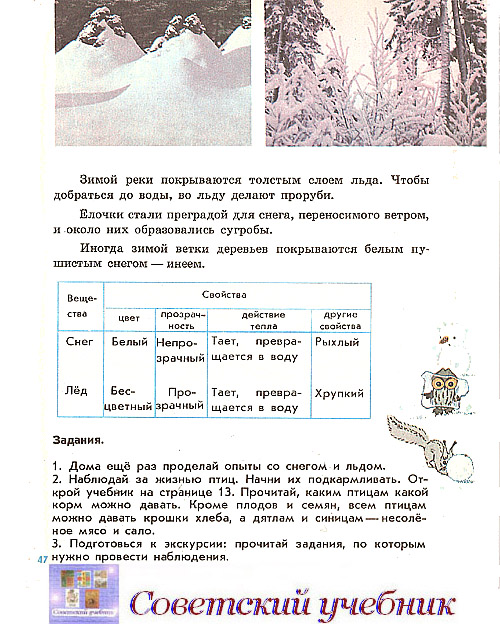 Зимой реки покрываются толстым слоем льда. Чтобы
добраться до воды, во льду делают проруби.
Ёлочки стали преградой для снега, переносимого ветром,
и около них образовались сугробы.
Иногда зимой ветки деревьев покрываются белым пу-
шистым снегом — инеем.
Веще-
ства
Свойства
цвет
прозрач-
ность
действие
тепла
другие
свойства
Снег
Белый
Непро-
зрачный
Тает, превра-
щается в воду
Рыхлый
Лёд
Бес-
цветный
Про-
зрачный
Тает, превра-
щается в воду
Хрупкий
Задания.
1. Дома ещё раз проделай опыты со снегом и льдом.
2. Наблюдай за жизнью птиц. Начни их подкармливать. От-
крой учебник на странице 13. Прочитай, каким птицам какой
корм можно давать. Кроме плодов и семян, всем птицам
можно давать крошки хлеба, а дятлам и синицам — несолё-
ное мясо и сало.
3. Подготовься к экскурсии: прочитай задания, по которым
47 нужно провести наблюдения.
Советский учебник
Советский учебник